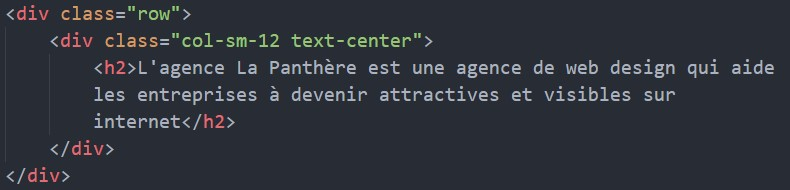 <div class="row">
<div class="col-sm-12 text-center">
<h2>L'agence La Panthère est une agence de web design qui aide
les entreprises à devenir attractives et visibles sur
internet</h2>
</div>
</div>